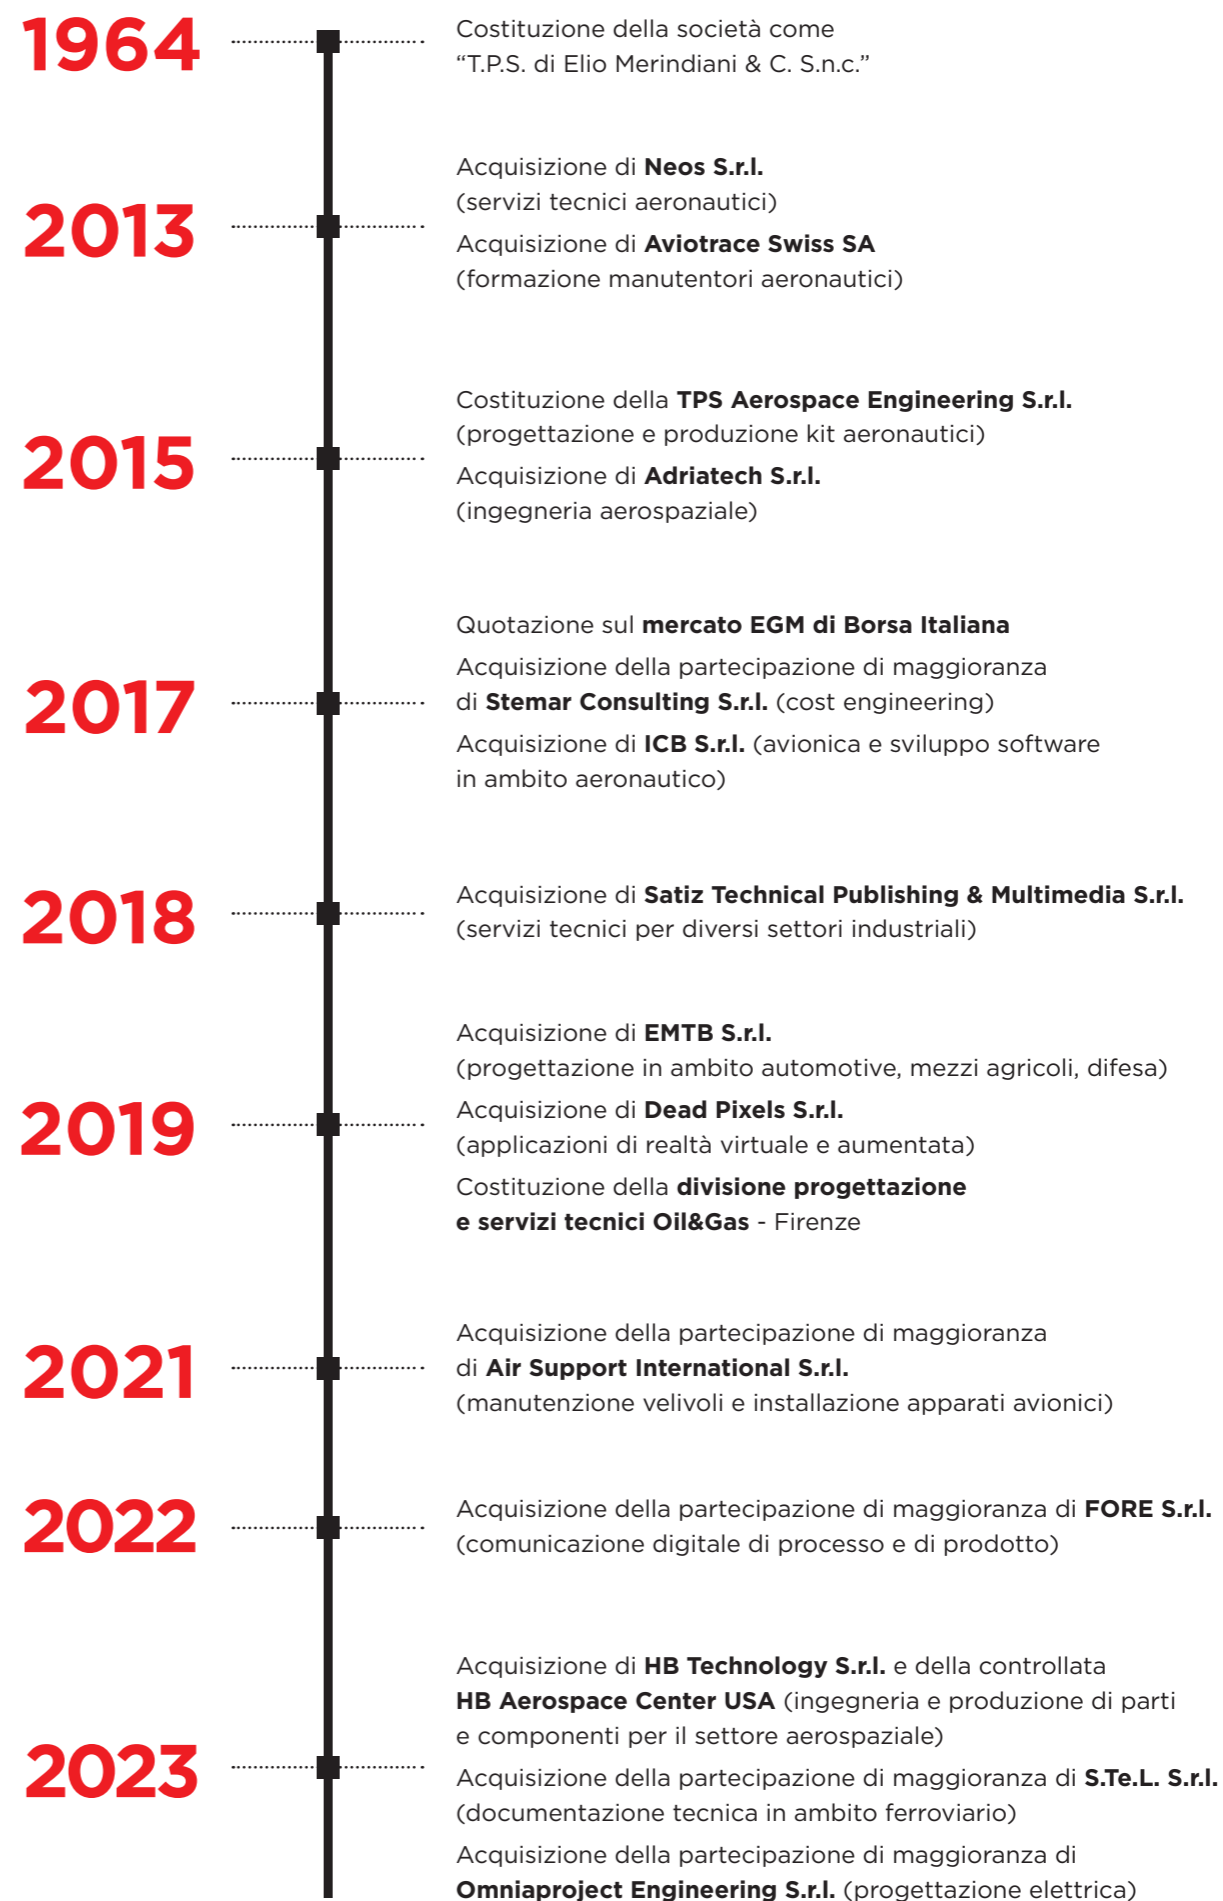 1964
Costituzione della società come
“T.P.S. di Elio Merindiani & C. S.n.c.”
2013
Acquisizione di Neos S.r.l.
(servizi tecnici aeronautici)
Acquisizione di Aviotrace Swiss SA
(formazione manutentori aeronautici)
2015
Costituzione della TPS Aerospace Engineering S.r.l.
(progettazione e produzione kit aeronautici)
Acquisizione di Adriatech S.r.l.
(ingegneria aerospaziale)
2017
Quotazione sul mercato EGM di Borsa Italiana
Acquisizione della partecipazione di maggioranza
di Stemar Consulting S.r.l. (cost engineering)
Acquisizione di ICB S.r.l. (avionica e sviluppo software
in ambito aeronautico)
2018
Acquisizione di Satiz Technical Publishing & Multimedia S.r.l.
(servizi tecnici per diversi settori industriali)
2019
Acquisizione di EMTB S.r.l.
(progettazione in ambito automotive, mezzi agricoli, difesa)
Acquisizione di Dead Pixels S.r.l.
(applicazioni di realtà virtuale e aumentata)
Costituzione della divisione progettazione
e servizi tecnici Oil&Gas - Firenze
2021
Acquisizione della partecipazione di maggioranza
di Air Support International S.r.l.
(manutenzione velivoli e installazione apparati avionici)
2022
Acquisizione della partecipazione di maggioranza di FORE S.r.l.
(comunicazione digitale di processo e di prodotto)
2023
Acquisizione di HB Technology S.r.l. e della controllata
HB Aerospace Center USA (ingegneria e produzione di parti
e componenti per il settore aerospaziale)
Acquisizione della partecipazione di maggioranza di S.Te.L. S.r.l.
(documentazione tecnica in ambito ferroviario)
Acquisizione della partecipazione di maggioranza di
Omniaproject Engineering S.r.l. (progettazione elettrica)